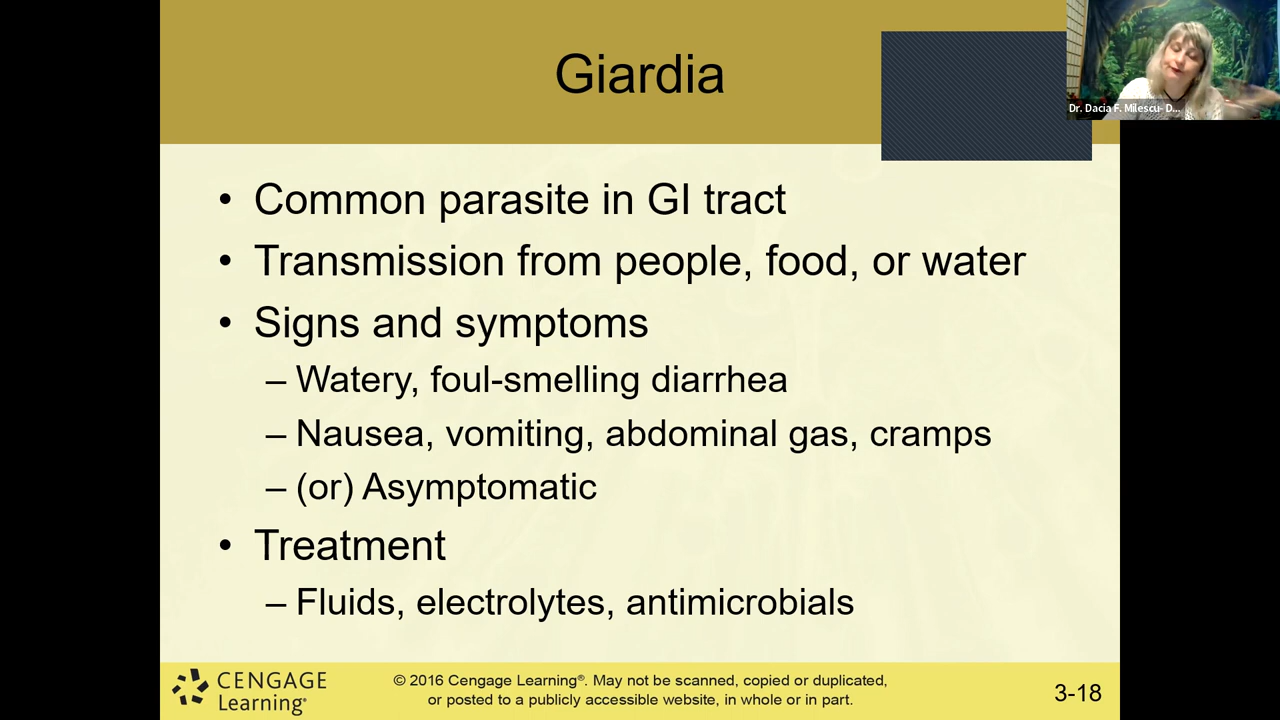 Giardia
Dr. Dacia F. Milescu- D...
• Common parasite in GI tract
• Transmission from people, food, or water
• Signs and symptoms
– Watery, foul-smelling diarrhea
– Nausea, vomiting, abdominal gas, cramps
– (or) Asymptomatic
• Treatment
– Fluids, electrolytes, antimicrobials
CENGAGE
Learning®
© 2016 Cengage Learning®. May not be scanned, copied or duplicated,
or posted to a publicly accessible website, in whole or in part.
3-18